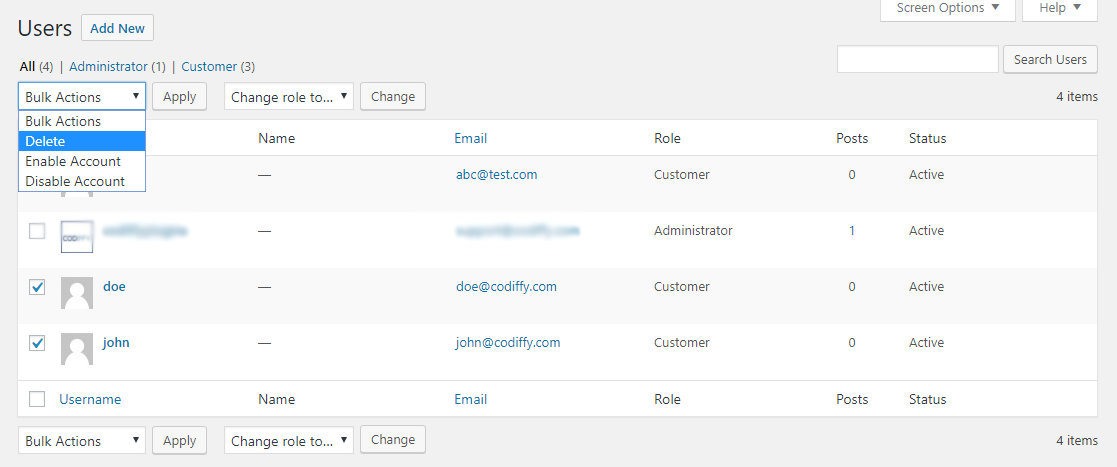 Screen Options ▼ Help ▼
Users Add New
All (4) | Administrator (1) | Customer (3)
Search Users
Bulk Actions ▼ Apply Change role to... ▼ Change 4 items
Bulk Actions
Delete
Enable Account
Disable Account
Name Email Role Posts Status
— abc@test.com Customer 0 Active
CODIFFY — Administrator 1 Active
doe — doe@codiffy.com Customer 0 Active
john — john@codiffy.com Customer 0 Active
Username Name Email Role Posts Status
Bulk Actions ▼ Apply Change role to... ▼ Change 4 items